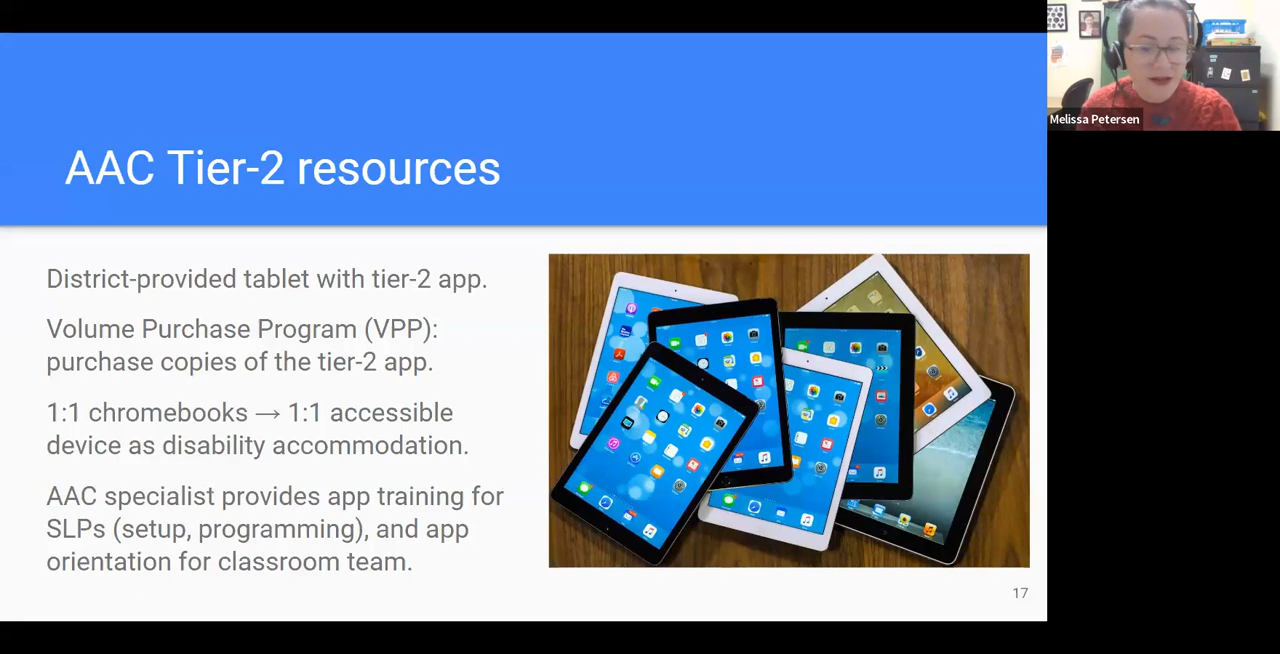 AAC Tier-2 resources
District-provided tablet with tier-2 app.
Volume Purchase Program (VPP):
purchase copies of the tier-2 app.
1:1 chromebooks → 1:1 accessible
device as disability accommodation.
AAC specialist provides app training for
SLPs (setup, programming), and app
orientation for classroom team.
17
Melissa Petersen